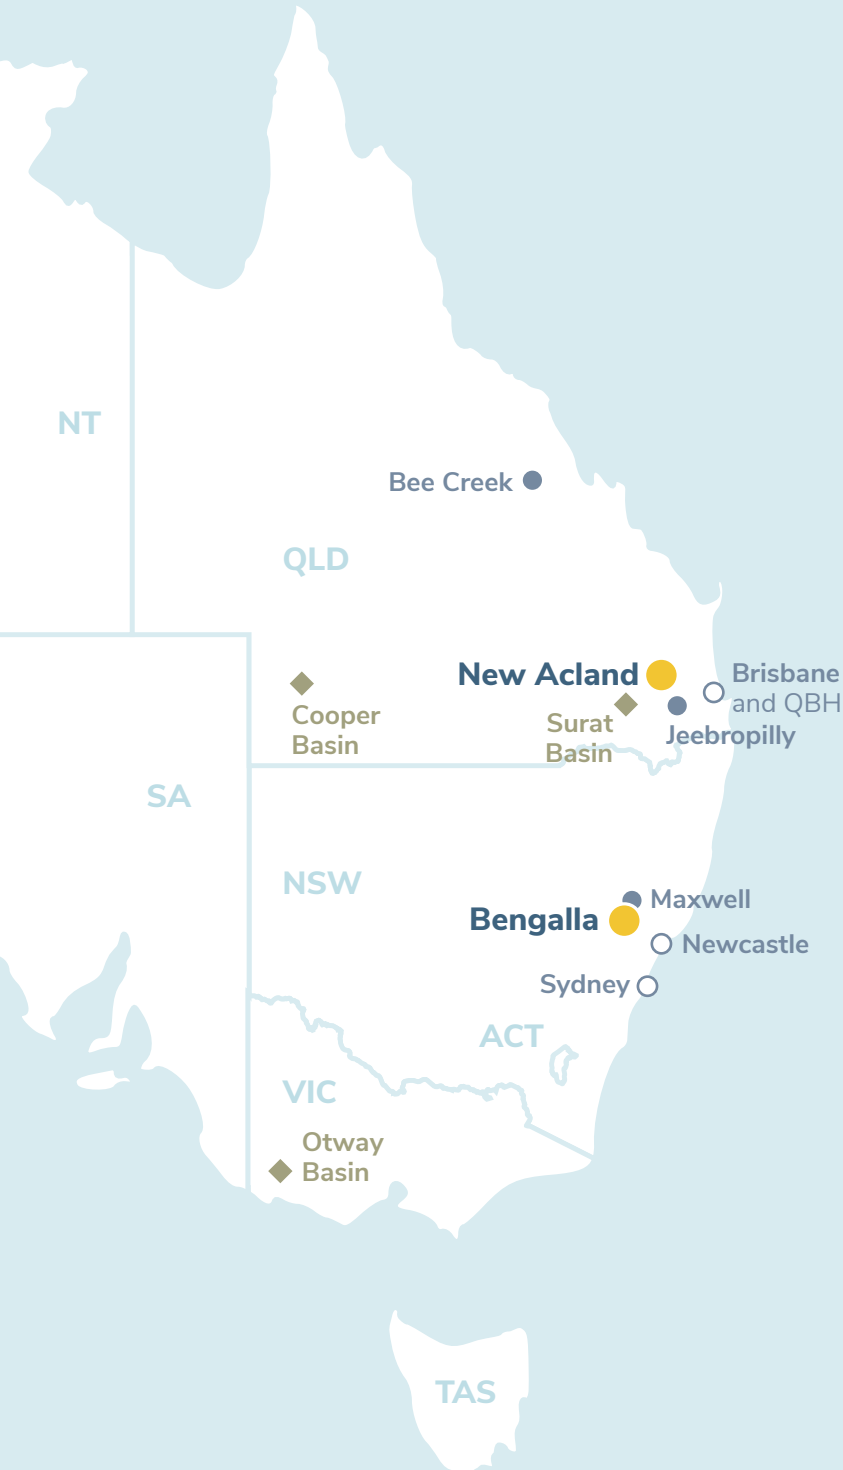 NT
Bee Creek
QLD
New Acland
Brisbane
and QBH
Cooper
Basin
Surat
Basin
Jeebropilly
SA
NSW
Maxwell
Bengalla
Newcastle
Sydney
ACT
VIC
Otway
Basin
TAS